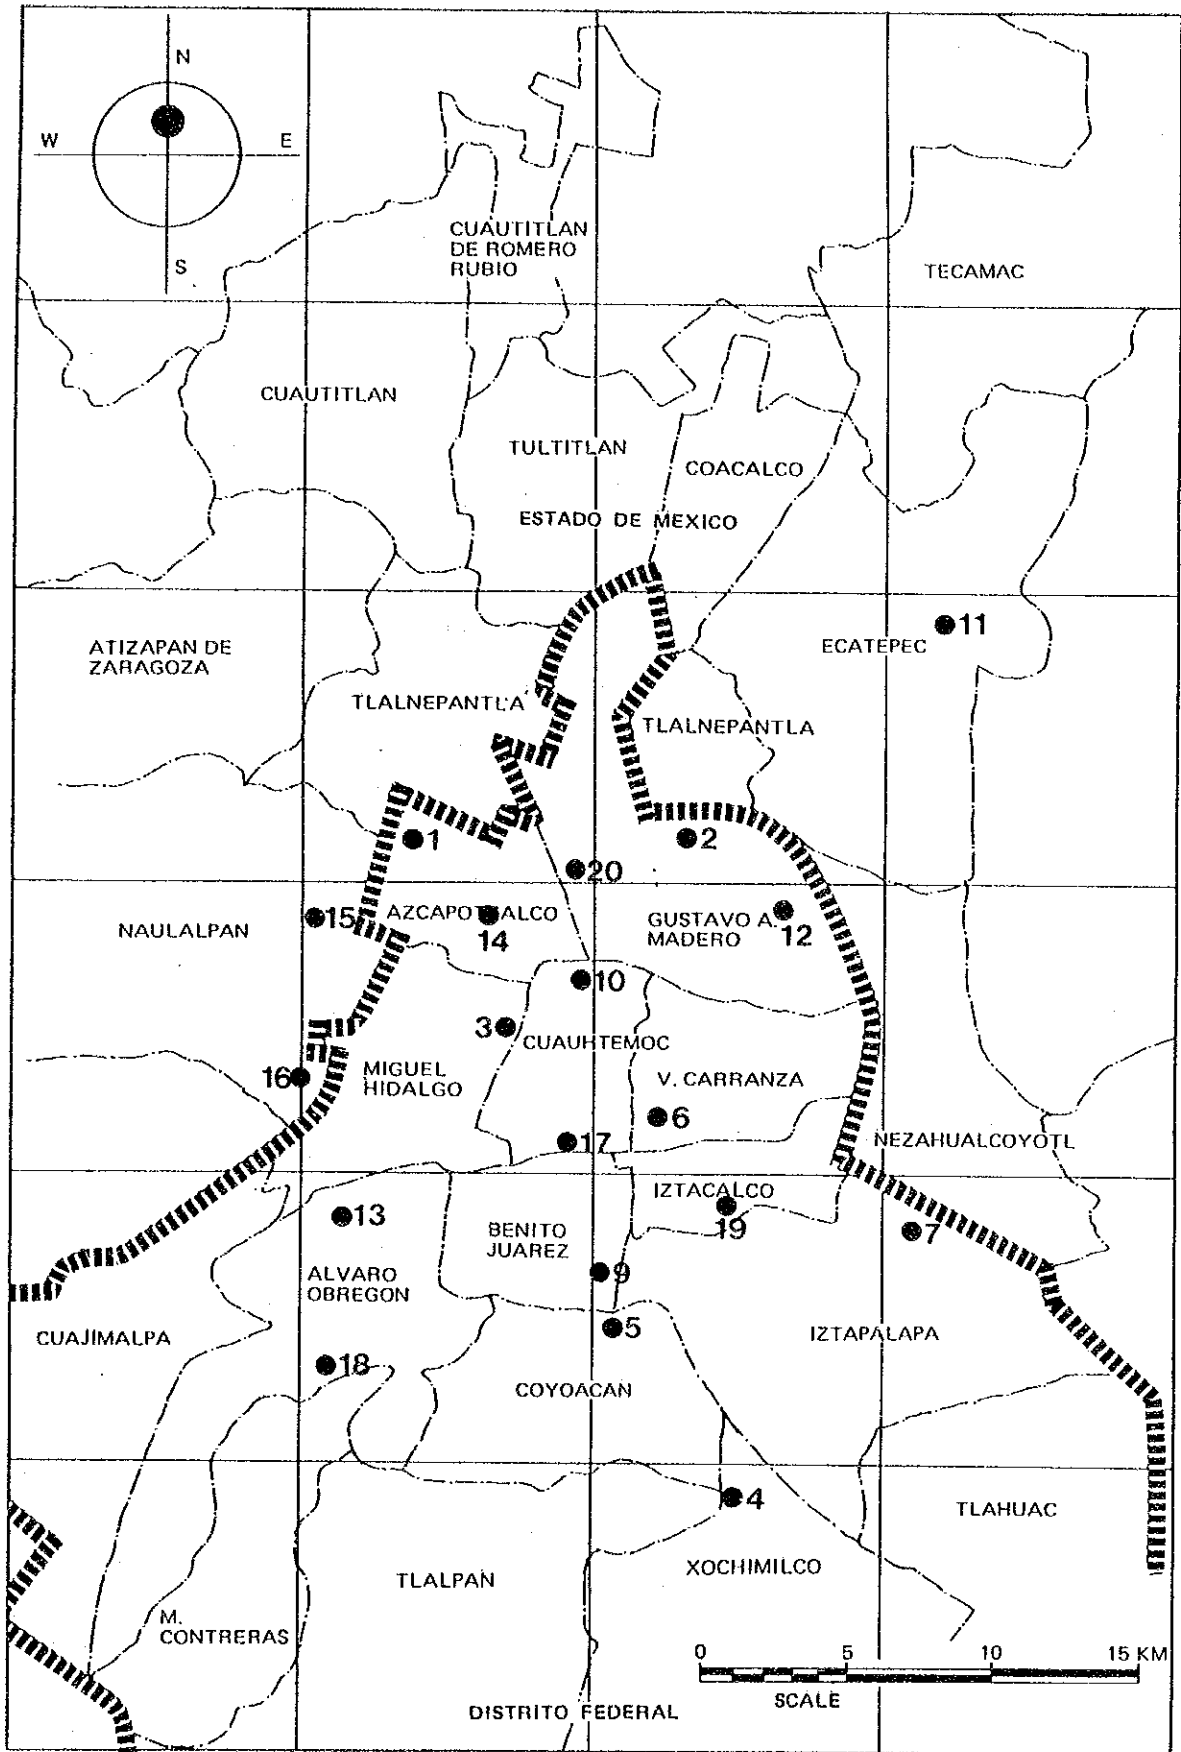 N
W
E
S
CUAUTITLAN
DE ROMERO
RUBIO
TECAMAC
CUAUTITLAN
TULTITLAN
COACALCO
ESTADO DE MEXICO
11
ECATEPEC
ATIZAPAN DE
ZARAGOZA
TLALNEPANTLA
TLALNEPANTLA
1
2
20
NAULALPAN
15
AZCAPOTZALCO
14
GUSTAVO A.
MADERO
12
10
3
CUAUHTEMOC
16
MIGUEL
HIDALGO
V. CARRANZA
6
17
NEZAHUALCOYOTL
IZTACALCO
19
13
BENITO
JUAREZ
7
9
ALVARO
OBREGON
5
CUAJIMALPA
IZTAPALAPA
18
COYOACAN
4
TLAHUAC
TLALPAN
XOCHIMILCO
M.
CONTRERAS
0 5 10 15 KM
SCALE
DISTRITO FEDERAL